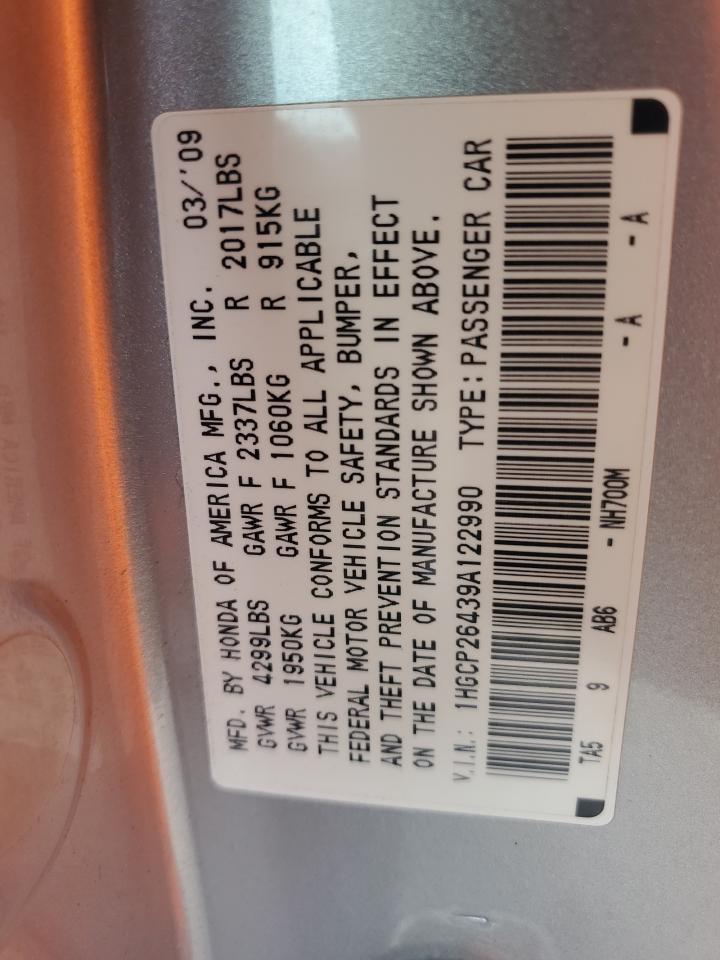 MFD. BY HONDA OF AMERICA MFG., INC. 03/'09
GVWR 4299LBS GAWR F 2337LBS R 2017LBS
GVWR 1950KG GAWR F 1060KG R 915KG
THIS VEHICLE CONFORMS TO ALL APPLICABLE
FEDERAL MOTOR VEHICLE SAFETY, BUMPER,
AND THEFT PREVENTION STANDARDS IN EFFECT
ON THE DATE OF MANUFACTURE SHOWN ABOVE.
V.I.N.: 1HGCP26439A122990 TYPE:PASSENGER CAR
TA5 9 AB6 - NH700M - A - A